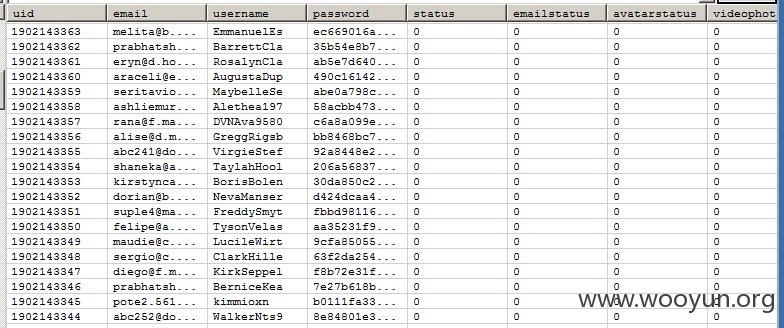 uid email username password status emailstatus avatarstatus videophot
1902143363 melita@b.... EmmanuelEs ec669016a... 0 0 0 0
1902143362 prabhatsh... BarrettCla 35b54e8b7... 0 0 0 0
1902143361 eryn@d.ho... RosalynCla ab5e7d640... 0 0 0 0
1902143360 araceli@e... AugustaDup 490c16142... 0 0 0 0
1902143359 seritavio... MaybelleSe abe0a798c... 0 0 0 0
1902143358 ashliemur... Alethea197 58acbb473... 0 0 0 0
1902143357 rana@f.ma... DVNAva9580 c6a8a099e... 0 0 0 0
1902143356 alise@d.m... GreggRigsb bb8468bc7... 0 0 0 0
1902143355 abc241@do... VirgieStef 92a8448e2... 0 0 0 0
1902143354 shaneka@a... TaylahHool 206a56837... 0 0 0 0
1902143353 kirstynca... BorisBolen 30da850c2... 0 0 0 0
1902143352 dorian@b.... NevaManser d424dcaa4... 0 0 0 0
1902143351 suple4@ma... FreddySmyt fbbd98116... 0 0 0 0
1902143350 felipe@a.... TysonVelas aa35231f9... 0 0 0 0
1902143349 maudie@c.... LucileWirt 9cfa85055... 0 0 0 0
1902143348 sergio@c.... ClarkHille 63f2da254... 0 0 0 0
1902143347 diego@f.m... KirkSeppel f8b72e31f... 0 0 0 0
1902143346 prabhatsh... BerniceKea 7e27b618b... 0 0 0 0
1902143345 pote2.561... kimmioxn b0111fa33... 0 0 0
1902143344 abc252@do... WalkerNts9 8e84801e3... 0 0 0
www.wooyun.org